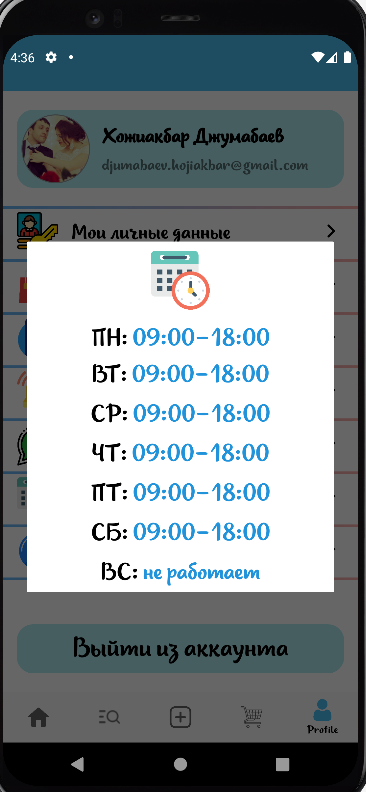 4:36
Хожиакбар Джумабаев
djumabaev.hojiakbar@gmail.com
Мои личные данные
ПН: 09:00-18:00
ВТ: 09:00-18:00
СР: 09:00-18:00
ЧТ: 09:00-18:00
ПТ: 09:00-18:00
СБ: 09:00-18:00
ВС: не работает
Выйти из аккаунта
Profile